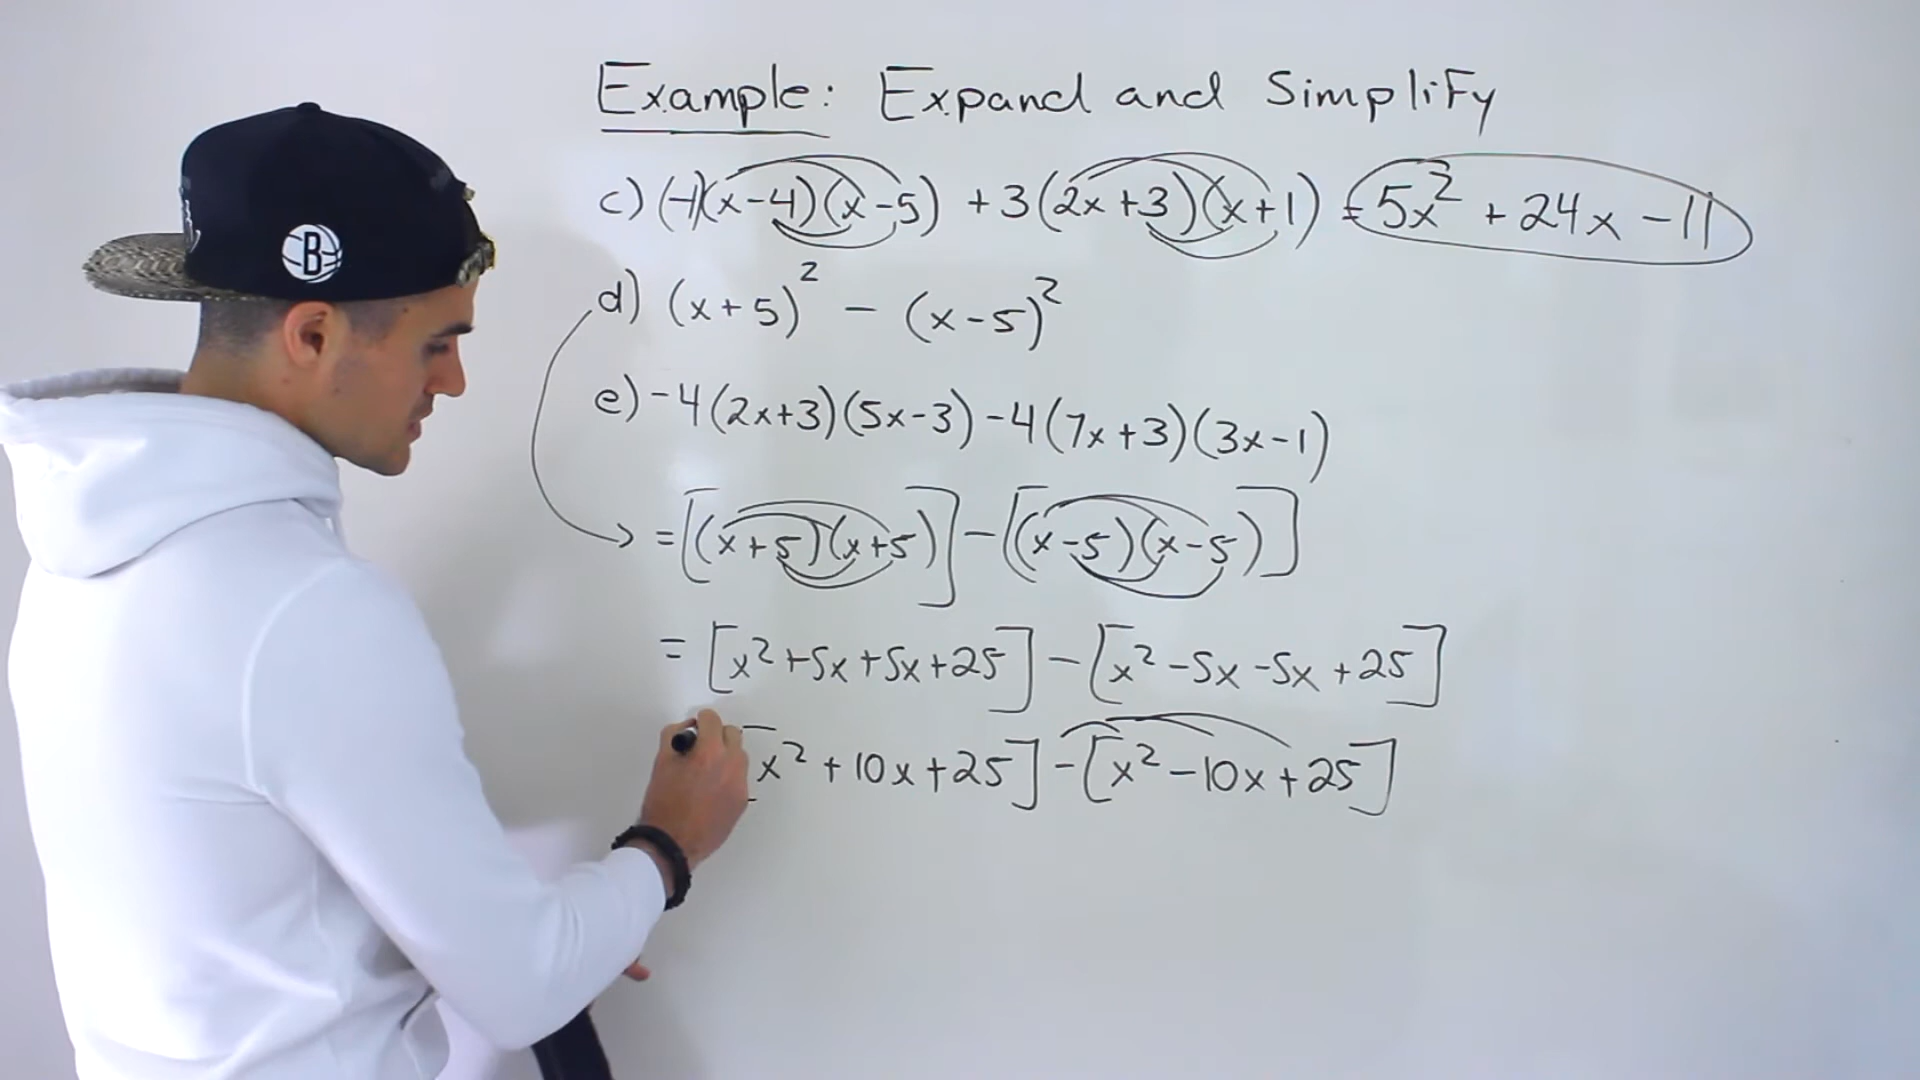 Example: Expand and Simplify
c) (-1)(x-4)(x-5) +3(2x+3)(x+1) = 5x² + 24x - 11
d) (x+5)² - (x-5)²
e) -4(2x+3)(5x-3) -4(7x+3)(3x-1)
= [(x+5)(x+5)] - [(x-5)(x-5)]
= [x² +5x +5x +25] - [x² -5x -5x +25]
[x² +10x +25] - [x² -10x +25]
B